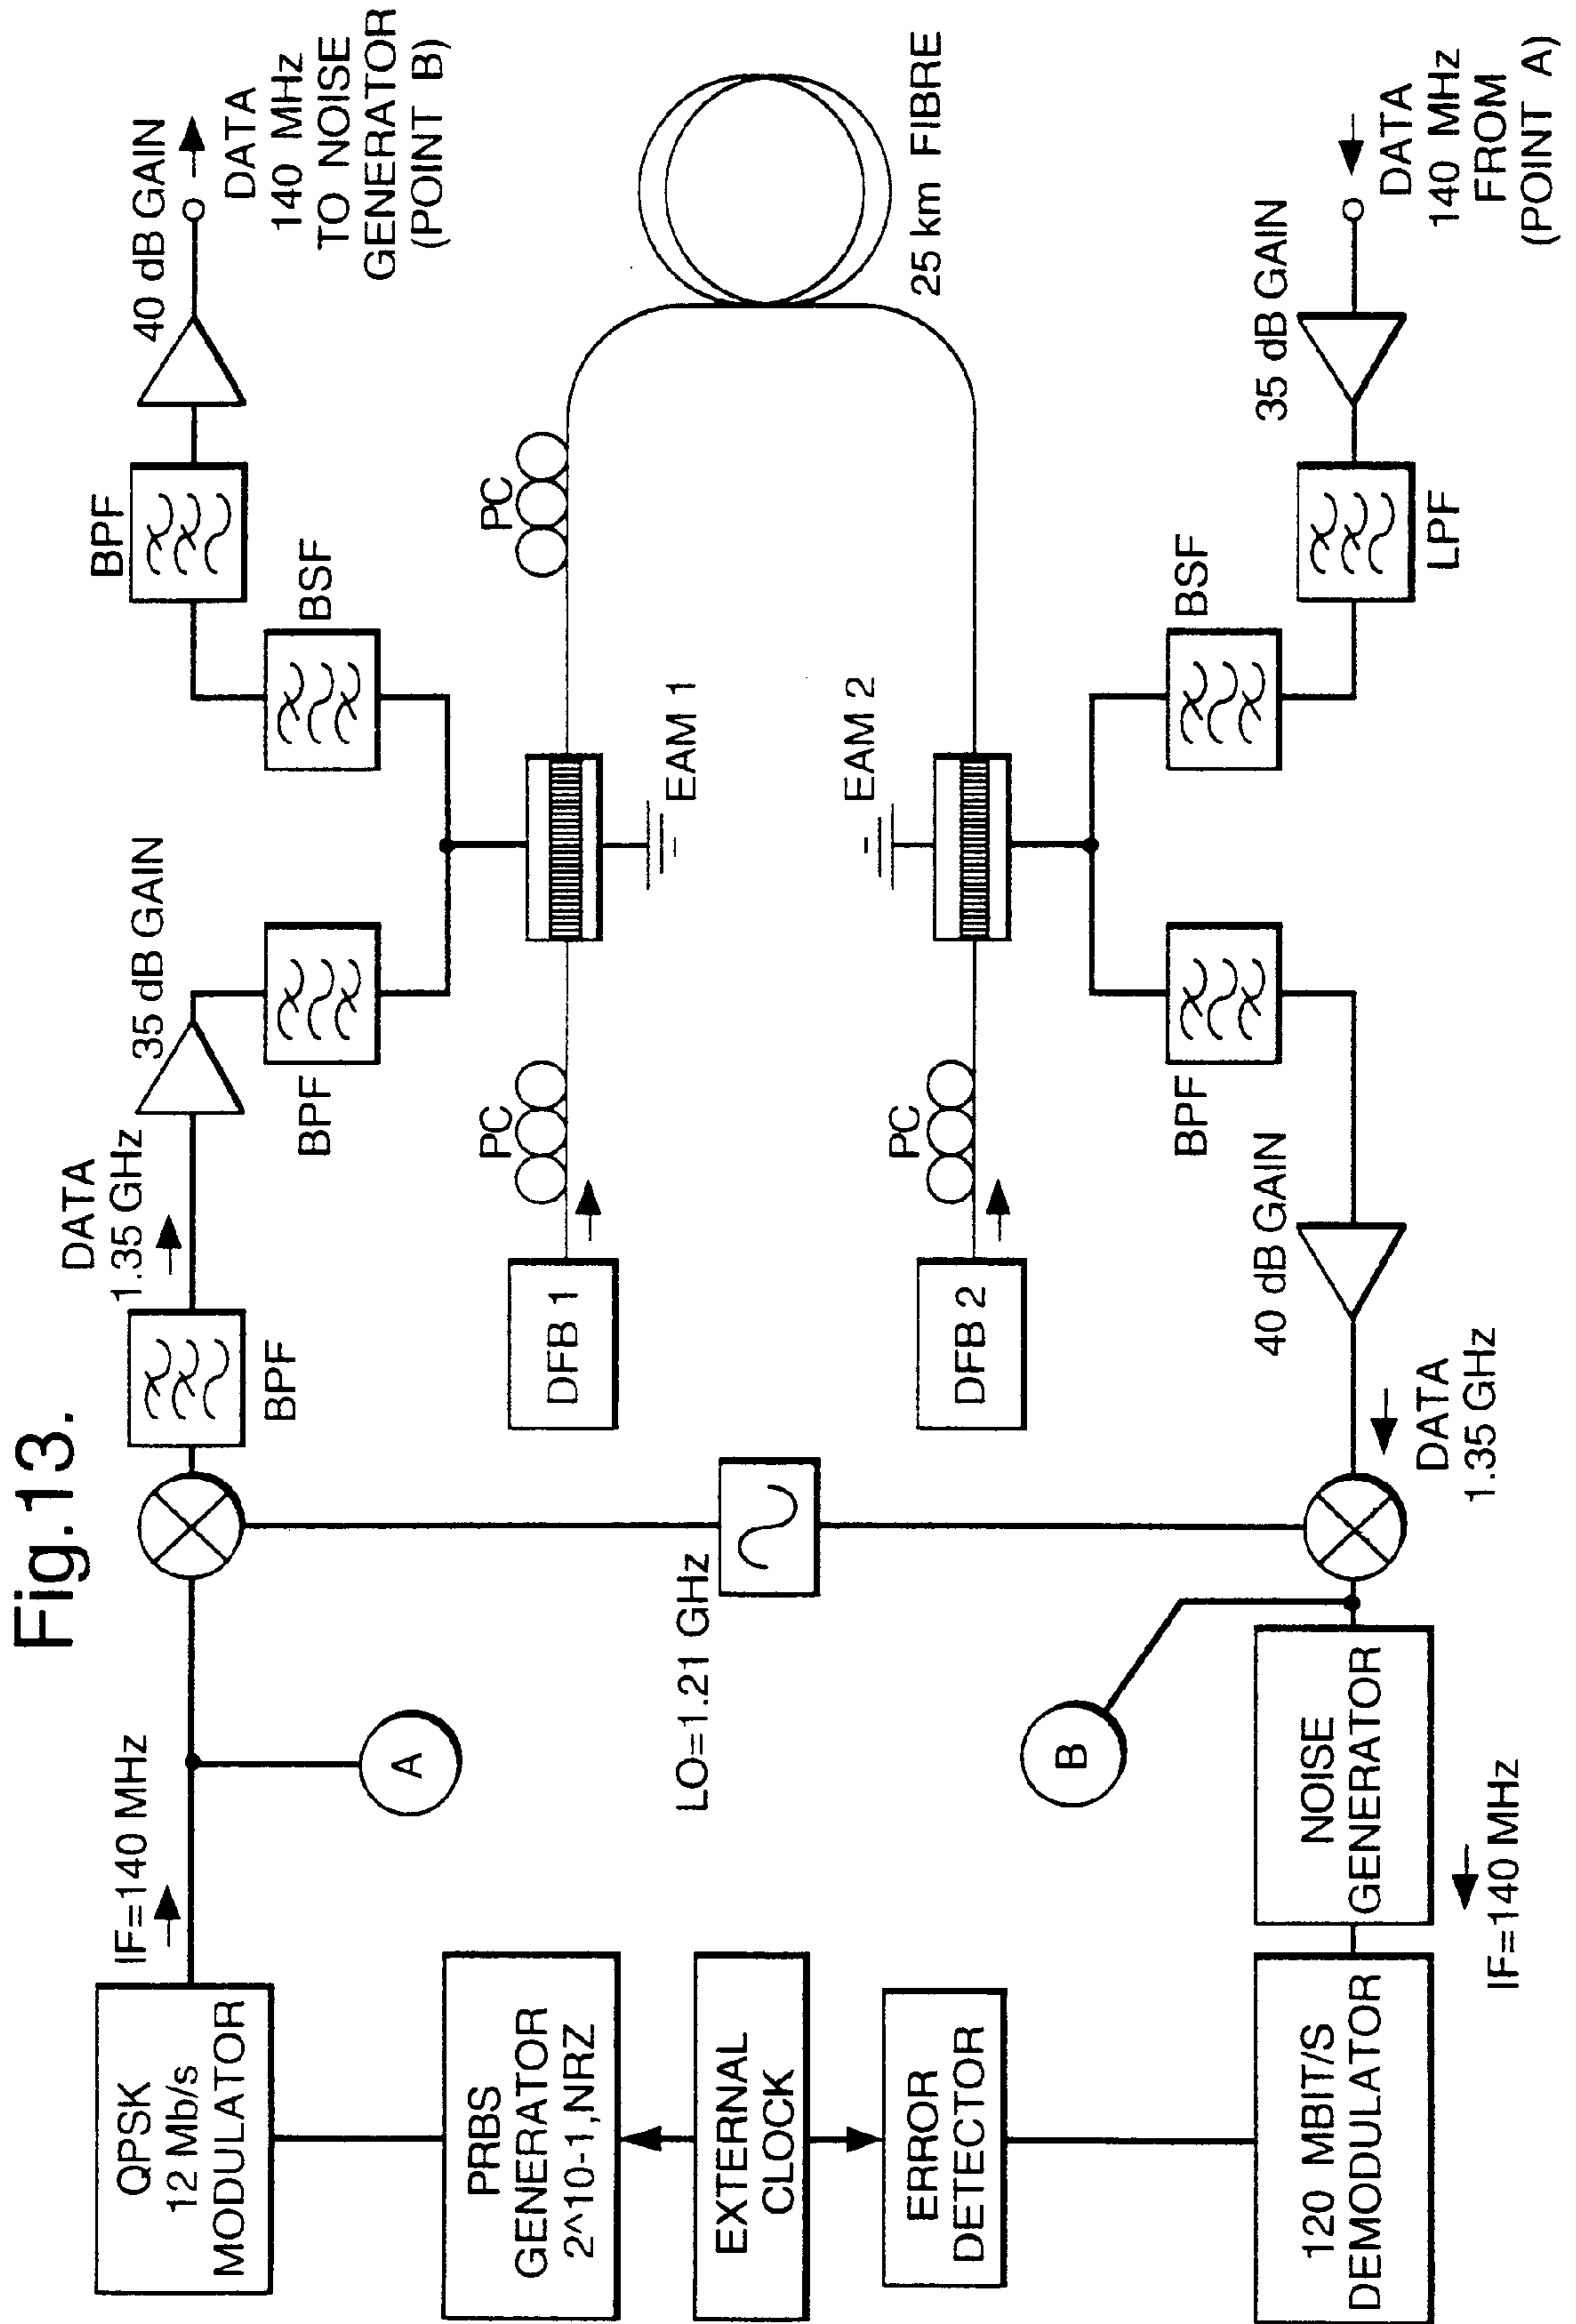 Fig.13.
QPSK
12 Mb/s
MODULATOR
IF=140 MHz
A
BPF
DATA
1.35 GHz
35 dB GAIN
BPF
BSF
BPF
40 dB GAIN
DATA
140 MHz
TO NOISE
GENERATOR
(POINT B)
PRBS
GENERATOR
2^10-1,NRZ
EXTERNAL
CLOCK
ERROR
DETECTOR
LO=1.21 GHz
DFB 1
PC
EAM 1
PC
25 km FIBRE
DFB 2
PC
EAM 2
120 MBIT/S
DEMODULATOR
IF=140 MHz
NOISE
GENERATOR
B
DATA
1.35 GHz
40 dB GAIN
BPF
BSF
LPF
35 dB GAIN
DATA
140 MHz
FROM
(POINT A)